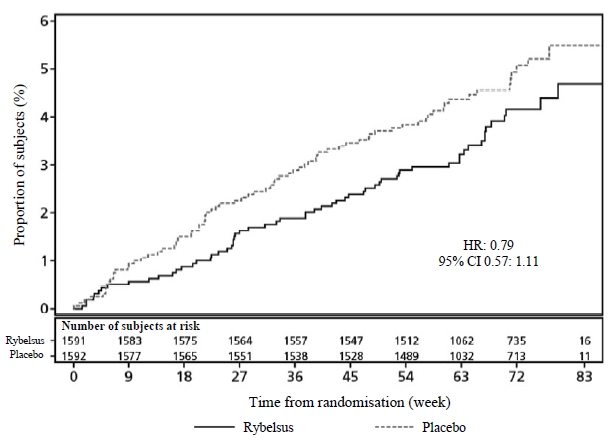 6
5
4
3
2
1
0
Proportion of subjects (%)
HR: 0.79
95% CI 0.57: 1.11
Number of subjects at risk
Rybelsus 1591 1583 1575 1564 1557 1547 1512 1062 735 16
Placebo 1592 1577 1565 1551 1538 1528 1489 1032 713 11
0 9 18 27 36 45 54 63 72 83
Time from randomisation (week)
Rybelsus Placebo